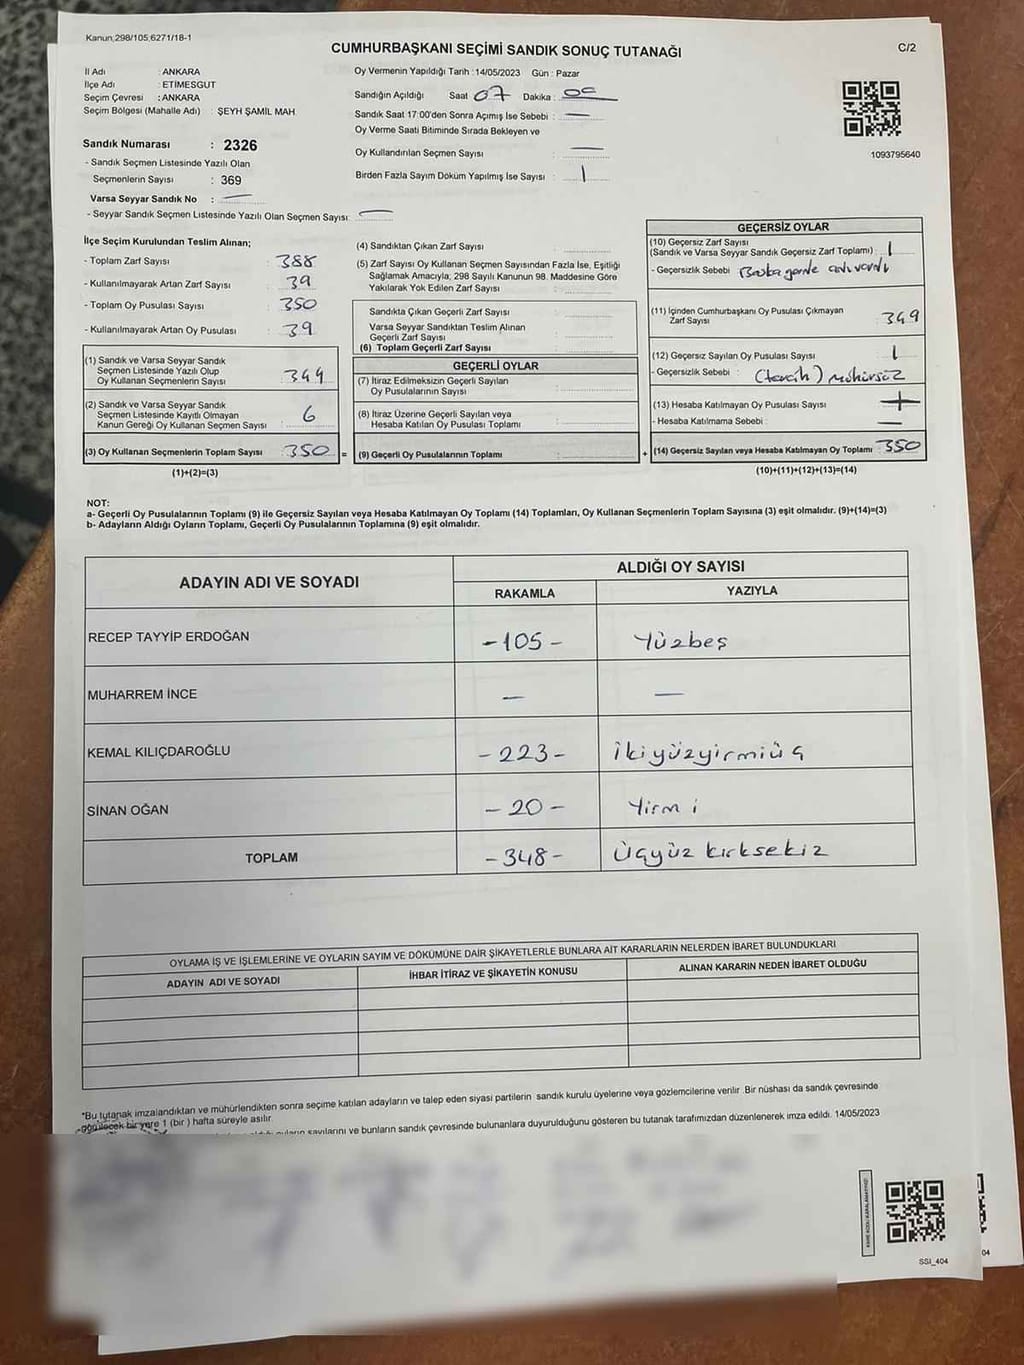 Kanun,298/105,6271/18-1
CUMHURBAŞKANI SEÇİMİ SANDIK SONUÇ TUTANAĞI
C/2
İl Adı : ANKARA
İlçe Adı : ETİMESGUT
Seçim Çevresi : ANKARA
Seçim Bölgesi (Mahalle Adı) : ŞEYH ŞAMİL MAH
Oy Vermenin Yapıldığı Tarih : 14/05/2023 Gün : Pazar
Sandığın Açıldığı Saat 07 Dakika : 00
Sandık Saat 17:00'den Sonra Açımış İse Sebebi : —
Oy Verme Saati Bitiminde Sırada Bekleyen ve
Oy Kullandırılan Seçmen Sayısı : —
Birden Fazla Sayım Döküm Yapılmış İse Sayısı : 1
1093795640
Sandık Numarası : 2326
- Sandık Seçmen Listesinde Yazılı Olan
Seçmenlerin Sayısı : 369
Varsa Seyyar Sandık No : —
- Seyyar Sandık Seçmen Listesinde Yazılı Olan Seçmen Sayısı: —
İlçe Seçim Kurulundan Teslim Alınan;
- Toplam Zarf Sayısı : 388
- Kullanılmayarak Artan Zarf Sayısı : 39
- Toplam Oy Pusulası Sayısı : 350
- Kullanılmayarak Artan Oy Pusulası : 39
(1) Sandık ve Varsa Seyyar Sandık
Seçmen Listesinde Yazılı Olup
Oy Kullanan Seçmenlerin Sayısı : 344
(2) Sandık ve Varsa Seyyar Sandık
Seçmen Listesinde Kayıtlı Olmayan
Kanun Gereği Oy Kullanan Seçmen Sayısı : 6
(3) Oy Kullanan Seçmenlerin Toplam Sayısı : 350 =
(1)+(2)=(3)
(4) Sandıktan Çıkan Zarf Sayısı :
(5) Zarf Sayısı Oy Kullanan Seçmen Sayısından Fazla İse, Eşitliği
Sağlamak Amacıyla, 298 Sayılı Kanunun 98. Maddesine Göre
Yakılarak Yok Edilen Zarf Sayısı :
Sandıkta Çıkan Geçerli Zarf Sayısı :
Varsa Seyyar Sandıktan Teslim Alınan
Geçerli Zarf Sayısı :
(6) Toplam Geçerli Zarf Sayısı :
GEÇERLİ OYLAR
(7) İtiraz Edilmeksizin Geçerli Sayılan
Oy Pusulalarının Sayısı :
(8) İtiraz Üzerine Geçerli Sayılan veya
Hesaba Katılan Oy Pusulası Toplamı :
(9) Geçerli Oy Pusulalarının Toplamı : +
GEÇERSİZ OYLAR
(10) Geçersiz Zarf Sayısı
(Sandık ve Varsa Seyyar Sandık Geçersiz Zarf Toplamı) : 1
- Geçersizlik Sebebi :
(11) İçinden Cumhurbaşkanı Oy Pusulası Çıkmayan
Zarf Sayısı : 349
(12) Geçersiz Sayılan Oy Pusulası Sayısı : 1
- Geçersizlik Sebebi : (tercih) mühürsüz
(13) Hesaba Katılmayan Oy Pusulası Sayısı :
- Hesaba Katılmama Sebebi : —
(14) Geçersiz Sayılan veya Hesaba Katılmayan Oy Toplamı : 350
(10)+(11)+(12)+(13)=(14)
NOT:
a- Geçerli Oy Pusulalarının Toplamı (9) ile Geçersiz Sayılan veya Hesaba Katılmayan Oy Toplamı (14) Toplamları, Oy Kullanan Seçmenlerin Toplam Sayısına (3) eşit olmalıdır. (9)+(14)=(3)
b- Adayların Aldığı Oyların Toplamı, Geçerli Oy Pusulalarının Toplamına (9) eşit olmalıdır.
ADAYIN ADI VE SOYADI ALDIĞI OY SAYISI
RAKAMLA YAZIYLA
RECEP TAYYİP ERDOĞAN -105- Yüzbeş
MUHARREM İNCE — —
KEMAL KILIÇDAROĞLU -223- İkiyüzyirmiüç
SİNAN OĞAN -20- Yirmi
TOPLAM -348- Üçyüz kırksekiz
OYLAMA İŞ VE İŞLEMLERİNE VE OYLARIN SAYIM VE DÖKÜMÜNE DAİR ŞİKAYETLERLE BUNLARA AİT KARARLARIN NELERDEN İBARET BULUNDUKLARI
ADAYIN ADI VE SOYADI İHBAR İTİRAZ VE ŞİKAYETİN KONUSU ALINAN KARARIN NEDEN İBARET OLDUĞU
*Bu tutanak imzalandıktan ve mühürlendikten sonra seçime katılan adayların ve talep eden siyasi partilerin sandık kurulu üyelerine veya gözlemcilerine verilir .Bir nüshası da sandık çevresinde
görülecek bir yere 1 (bir ) hafta süreyle asılır.
sayılarını ve bunların sandık çevresinde bulunanlara duyurulduğunu gösteren bu tutanak tarafımızdan düzenlenerek imza edildi. 14/05/2023
SSI_404
04